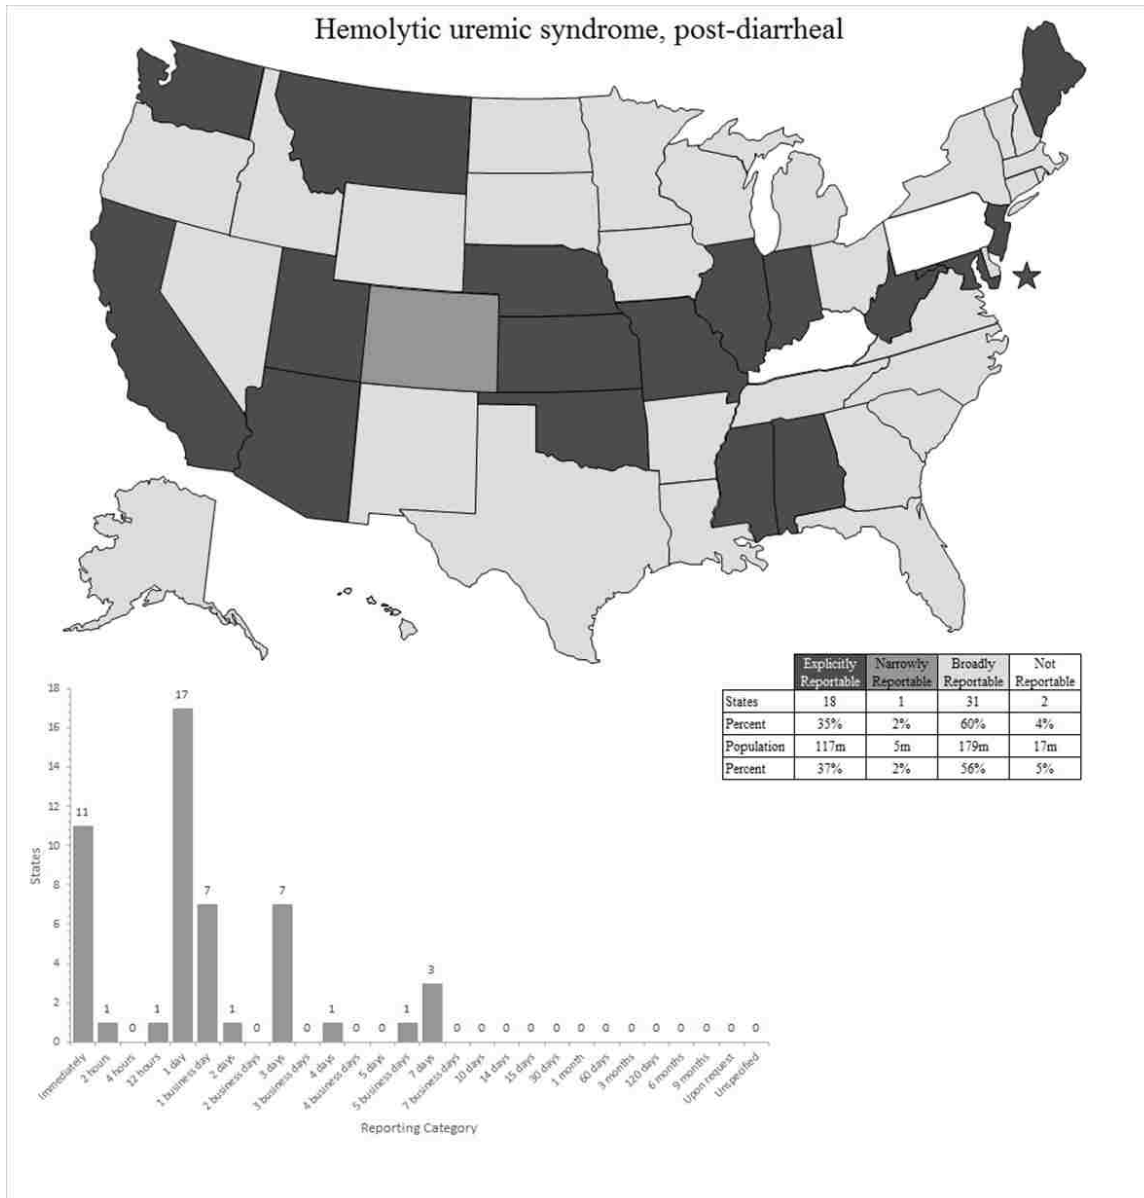 Hemolytic uremic syndrome, post-diarrheal
Explicitly Reportable Narrowly Reportable Broadly Reportable Not Reportable
States 18 1 31 2
Percent 35% 2% 60% 4%
Population 117m 5m 179m 17m
Percent 37% 2% 56% 5%
18
16
14
12
10
8
6
4
2
0
States
11 1 0 1 17 7 1 0 7 0 1 0 0 1 3 0 0 0 0 0 0 0 0 0 0 0 0 0
Immediately
2 hours
4 hours
12 hours
1 day
1 business day
2 days
2 business days
3 days
3 business days
4 days
4 business days
5 days
5 business days
7 days
7 business days
10 days
14 days
15 days
30 days
1 month
60 days
3 months
120 days
6 months
9 months
Upon request
Unspecified
Reporting Category